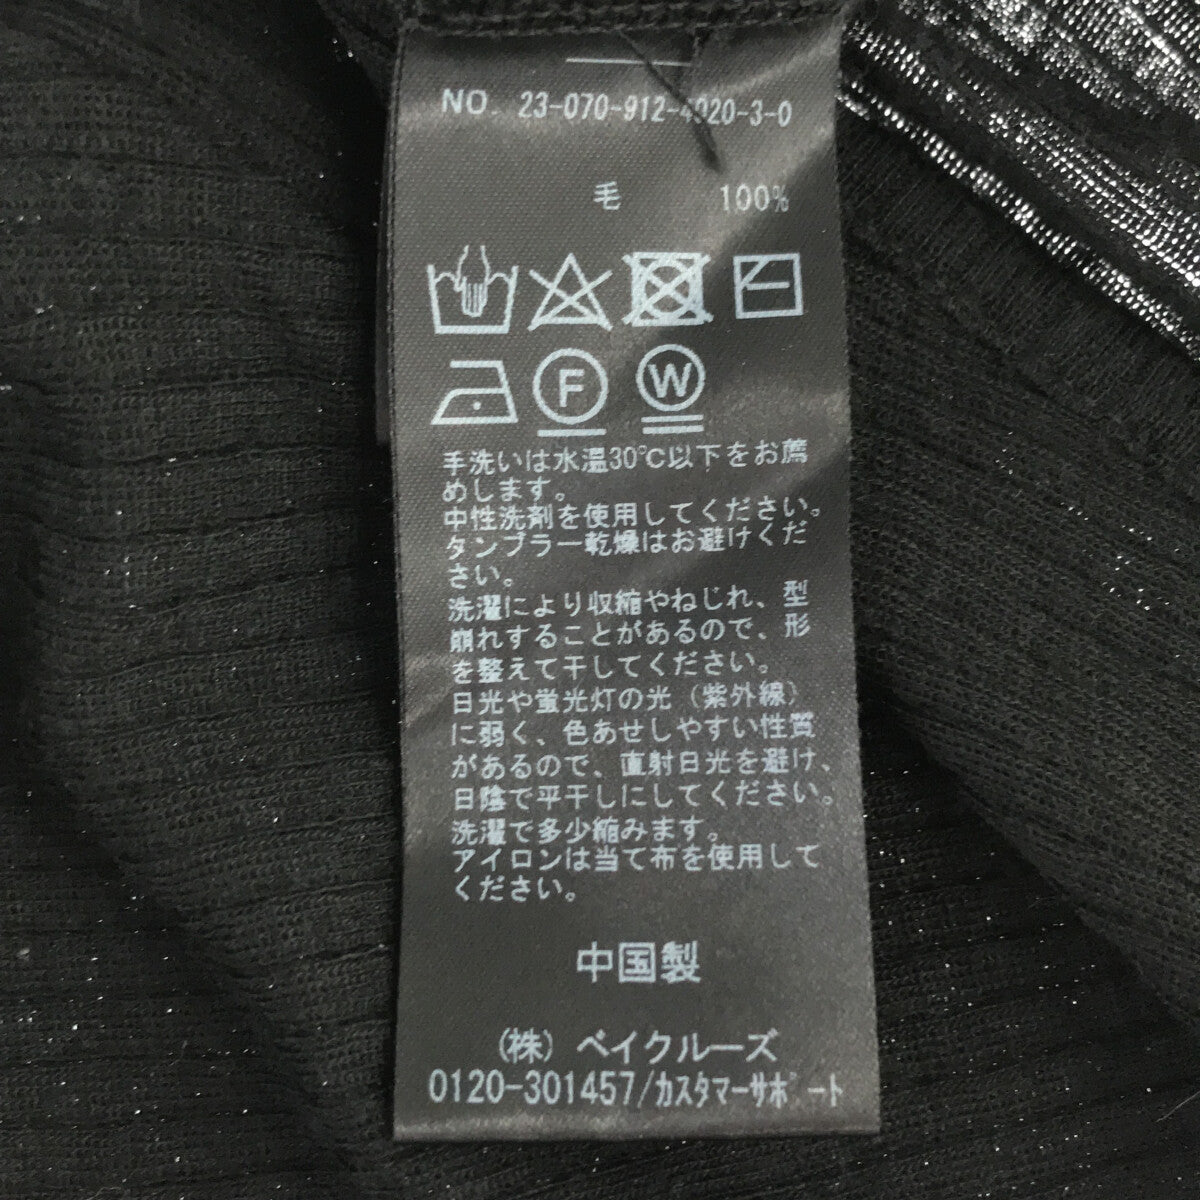 NO. 23-070-912-4020-3-0
毛 100%
F W
手洗いは水温30℃以下をお薦
めします。
中性洗剤を使用してください。
タンブラー乾燥はお避けくだ
さい。
洗濯により収縮やねじれ、型
崩れすることがあるので、形
を整えて干してください。
日光や蛍光灯の光（紫外線）
に弱く、色あせしやすい性質
があるので、直射日光を避け、
日陰で平干しにしてください。
洗濯で多少縮みます。
アイロンは当て布を使用して
ください。
中国製
(株) ベイクルーズ
0120-301457/カスタマーサポート